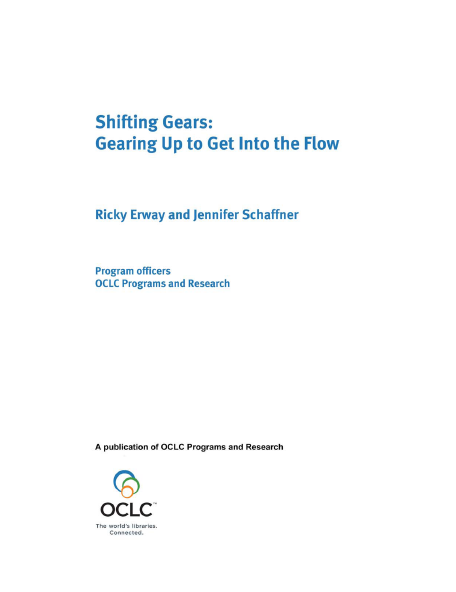 Shifting Gears:
Gearing Up to Get Into the Flow
Ricky Erway and Jennifer Schaffner
Program officers
OCLC Programs and Research
A publication of OCLC Programs and Research
OCLC™
The world's libraries.
Connected.